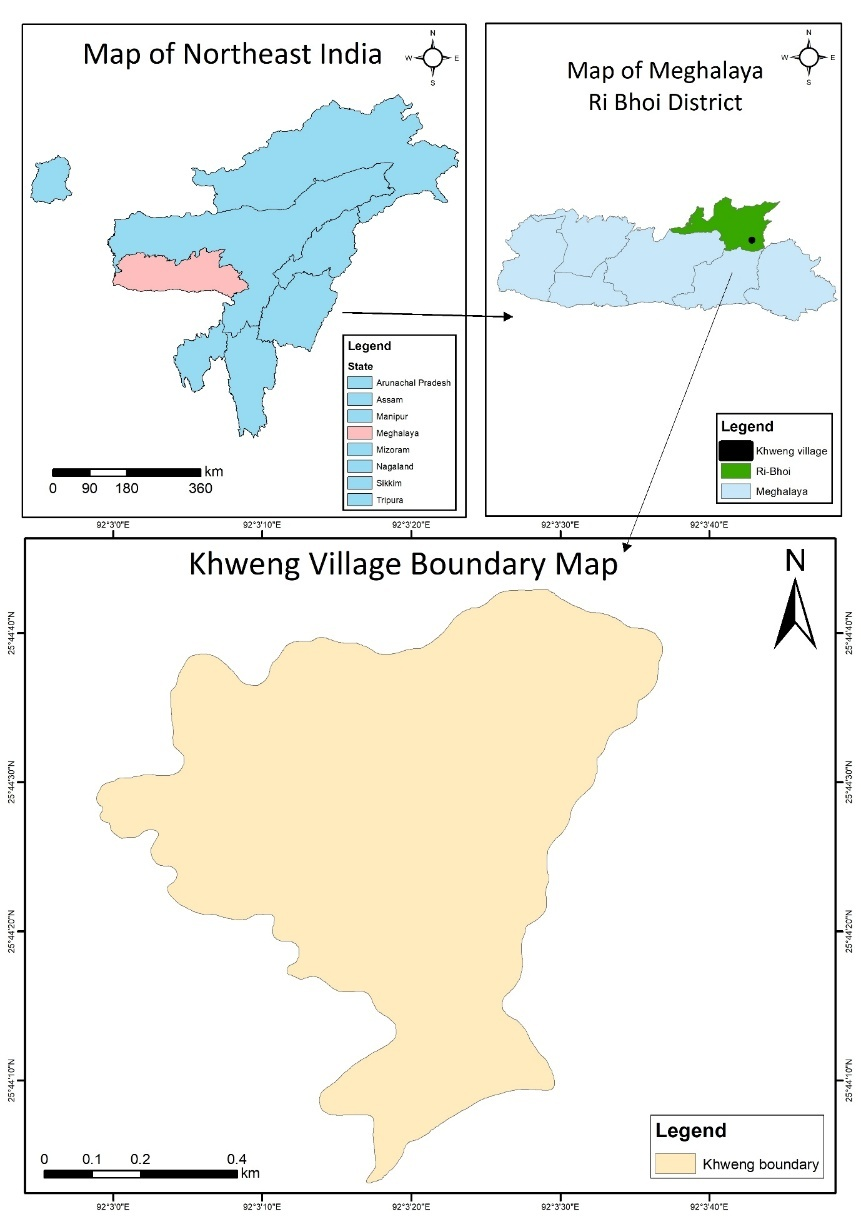 Map of Northeast India
N
W E
S
Legend
State
Arunachal Pradesh
Assam
Manipur
Meghalaya
Mizoram
Nagaland
Sikkim
Tripura
km
0 90 180 360
Map of Meghalaya
Ri Bhoi District
N
W E
S
Legend
Khweng village
Ri-Bhoi
Meghalaya
92°3'0"E 92°3'10"E 92°3'20"E 92°3'30"E 92°3'40"E
Khweng Village Boundary Map
N
25°44'40"N 25°44'40"N
25°44'30"N 25°44'30"N
25°44'20"N 25°44'20"N
25°44'10"N 25°44'10"N
Legend
Khweng boundary
0 0.1 0.2 0.4
km
92°3'0"E 92°3'10"E 92°3'20"E 92°3'30"E 92°3'40"E